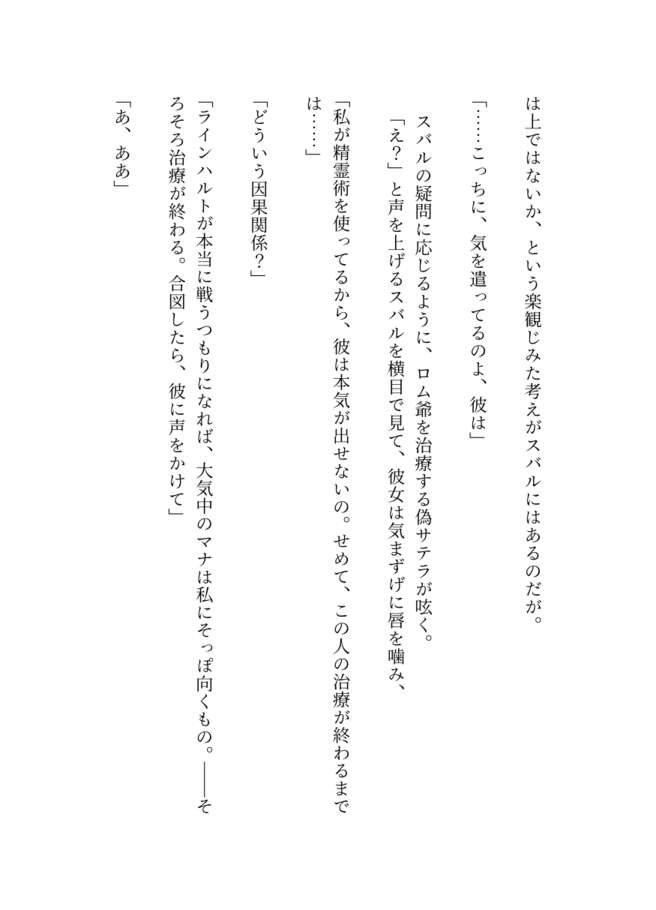 は上ではないか、という楽観じみた考えがスバルにはあるのだが。
「……こっちに、気を遣ってるのよ、彼は」
スバルの疑問に応じるように、ロム爺を治療する偽サテラが呟く。
「え？」と声を上げるスバルを横目で見て、彼女は気まずげに唇を噛み、
「私が精霊術を使ってるから、彼は本気が出せないの。せめて、この人の治療が終わるまで
は……」
「どういう因果関係？」
「ラインハルトが本当に戦うつもりになれば、大気中のマナは私にそっぽ向くもの。――そ
ろそろ治療が終わる。合図したら、彼に声をかけて」
「あ、ああ」